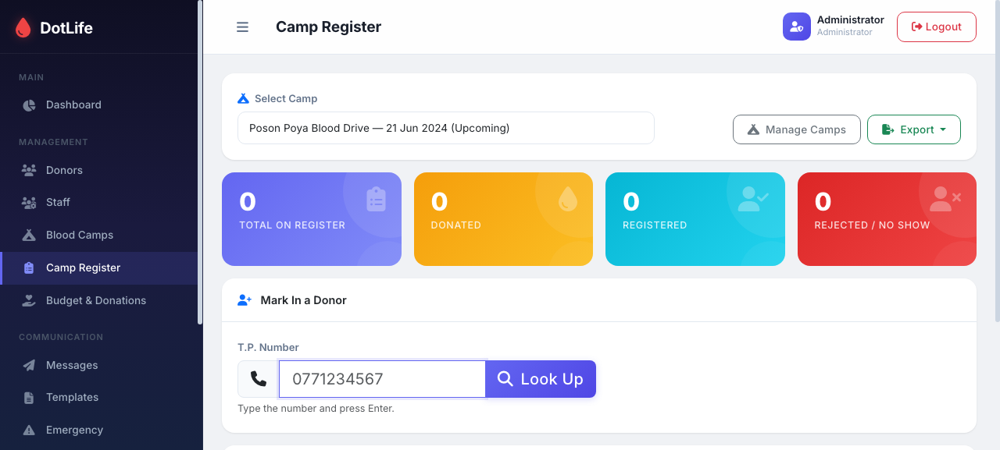 DotLife
MAIN
Dashboard
MANAGEMENT
Donors
Staff
Blood Camps
Camp Register
Budget & Donations
COMMUNICATION
Messages
Templates
Emergency
Camp Register
Administrator
Administrator
Logout
Select Camp
Poson Poya Blood Drive — 21 Jun 2024 (Upcoming)
Manage Camps
Export
0
TOTAL ON REGISTER
0
DONATED
0
REGISTERED
0
REJECTED / NO SHOW
Mark In a Donor
T.P. Number
0771234567
Look Up
Type the number and press Enter.